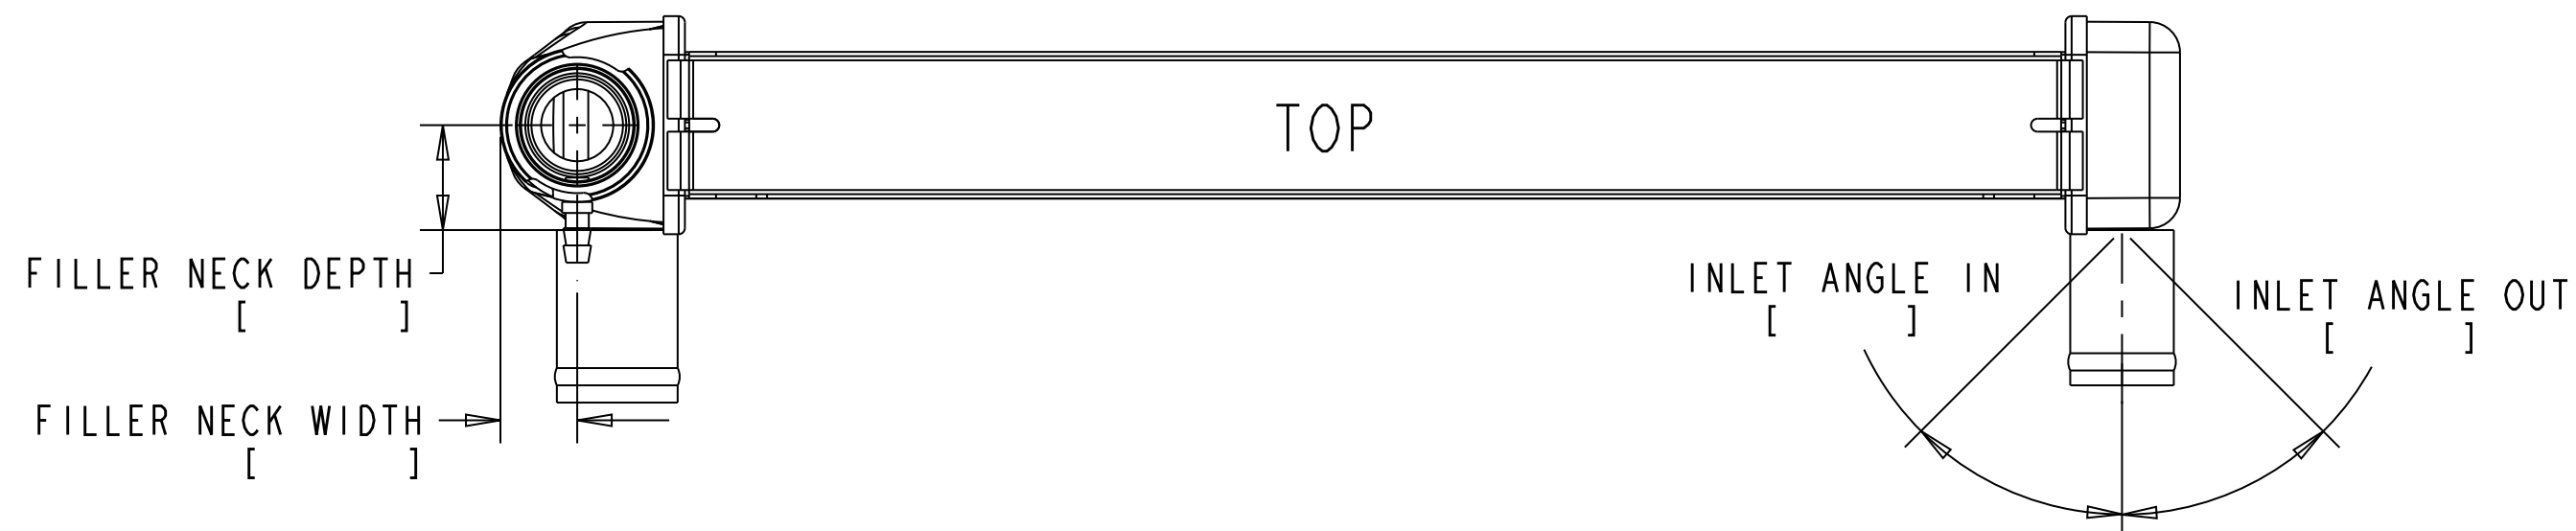 TOP
FILLER NECK DEPTH
[ ]
FILLER NECK WIDTH
[ ]
INLET ANGLE IN
[ ]
INLET ANGLE OUT
[ ]